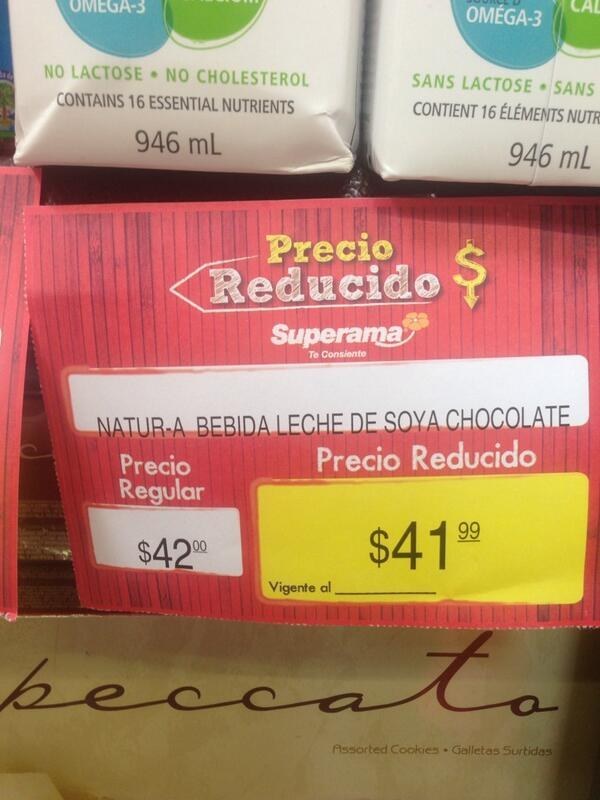 OMEGA-3
NO LACTOSE • NO CHOLESTEROL
CONTAINS 16 ESSENTIAL NUTRIENTS
946 mL
OMÉGA-3
SANS LACTOSE • SANS
CONTIENT 16 ÉLÉMENTS NUTR
946 mL
Precio
Reducido $
Superama
Te Consiente
NATUR-A BEBIDA LECHE DE SOYA CHOCOLATE
Precio
Regular
$42 00
Precio Reducido
$41 99
Vigente al
peccato
Assorted Cookies • Galletas Surtidas